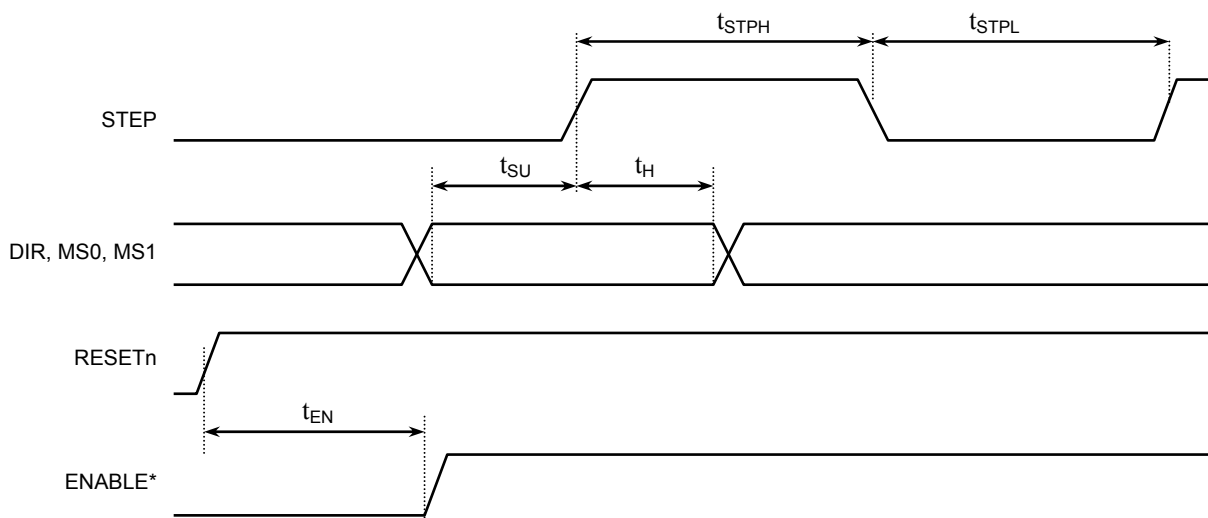 tSTPH
tSTPL
STEP
tSU
tH
DIR, MS0, MS1
RESETn
tEN
ENABLE*